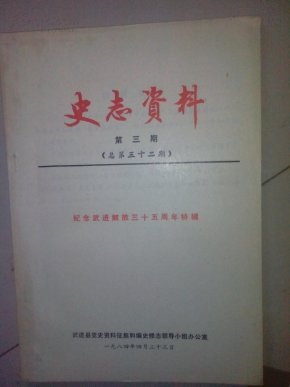 史志資料
第三期
（总第三十二期）
纪念武进解放三十五周年特辑
武进县党史资料征集和编史修志领导小组办公室
一九八四年四月二十三日